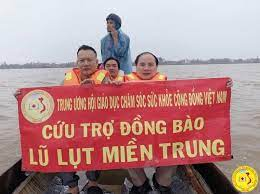 TRUNG ƯƠNG HỘI GIÁO DỤC CHĂM SÓC SỨC KHỎE CỘNG ĐỒNG VIỆT NAM
CỨU TRỢ ĐỒNG BÀO
LŨ LỤT MIỀN TRUNG